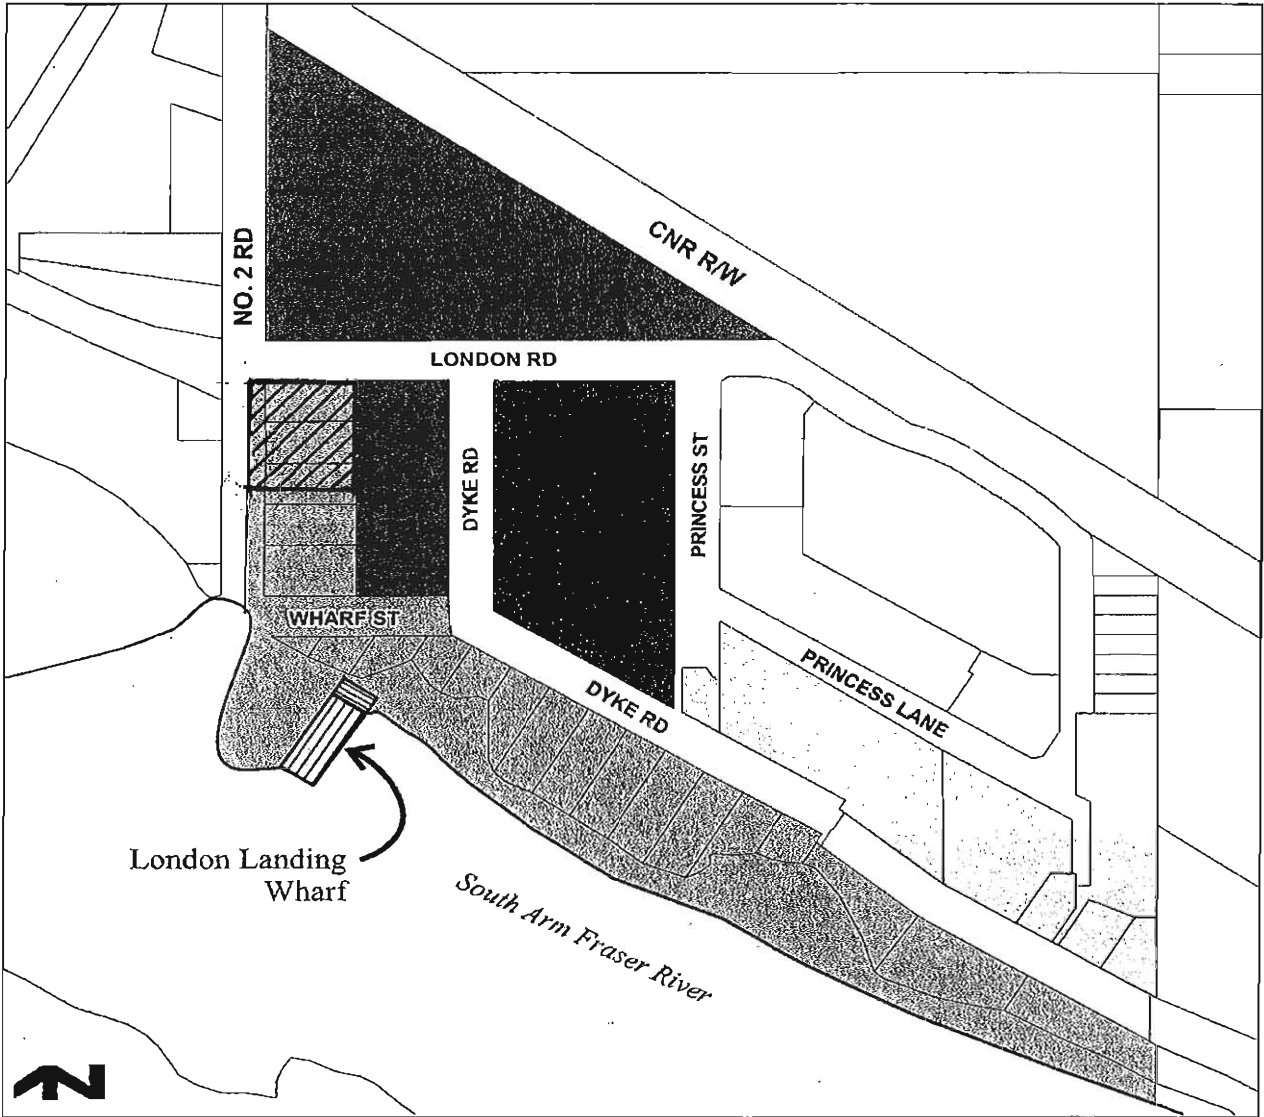 CNR R/W
NO. 2 RD
LONDON RD
DYKE RD
PRINCESS ST
WHARF ST
PRINCESS LANE
DYKE RD
London Landing
Wharf
South Arm Fraser River
N